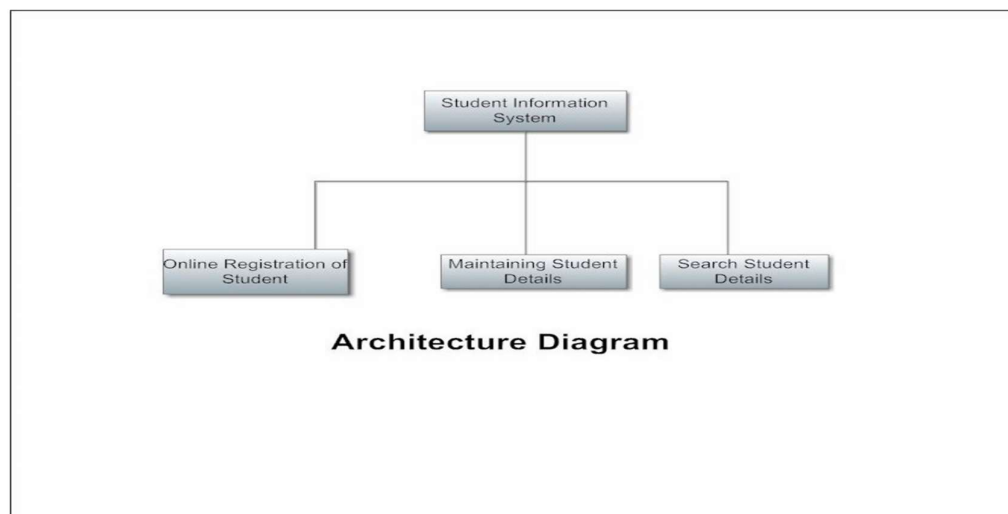 Student Information
System
Online Registration of
Student
Maintaining Student
Details
Search Student
Details
Architecture Diagram